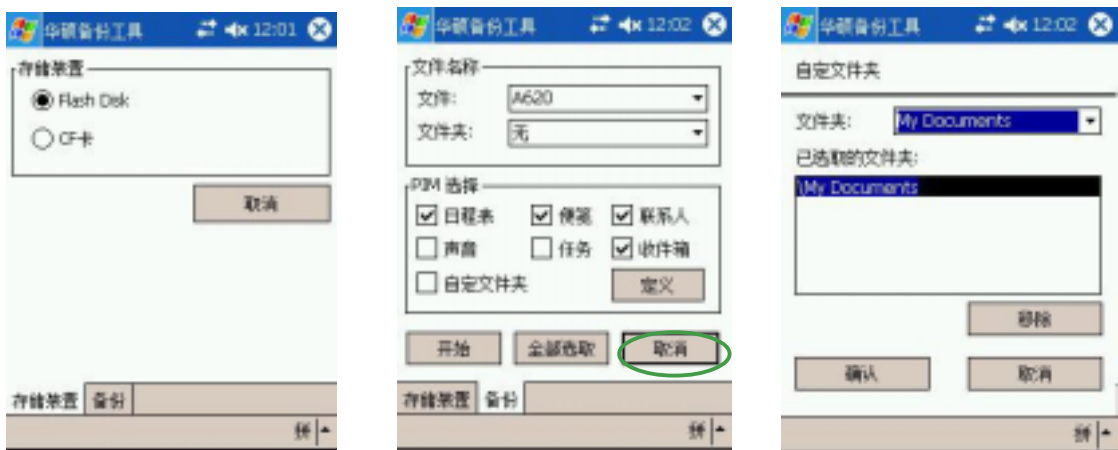 华硕备份工具 12:01
存储装置
Flash Disk
CF卡
取消
存储装置 备份
拼
华硕备份工具 12:02
文件名称
文件: A620
文件夹: 无
PIM 选择
日程表 便笺 联系人
声音 任务 收件箱
自定文件夹 定义
开始 全部选取 取消
存储装置 备份
拼
华硕备份工具 12:02
自定文件夹
文件夹: My Documents
已选取的文件夹:
\My Documents
移除
确认 取消
拼